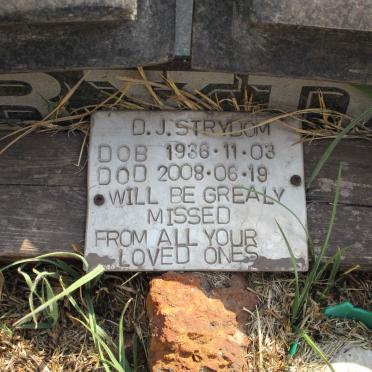 D.J. STRYDOM
DOB 1936·11·03
DOD 2008·06·19
WILL BE GREALY
MISSED
FROM ALL YOUR
LOVED ONES